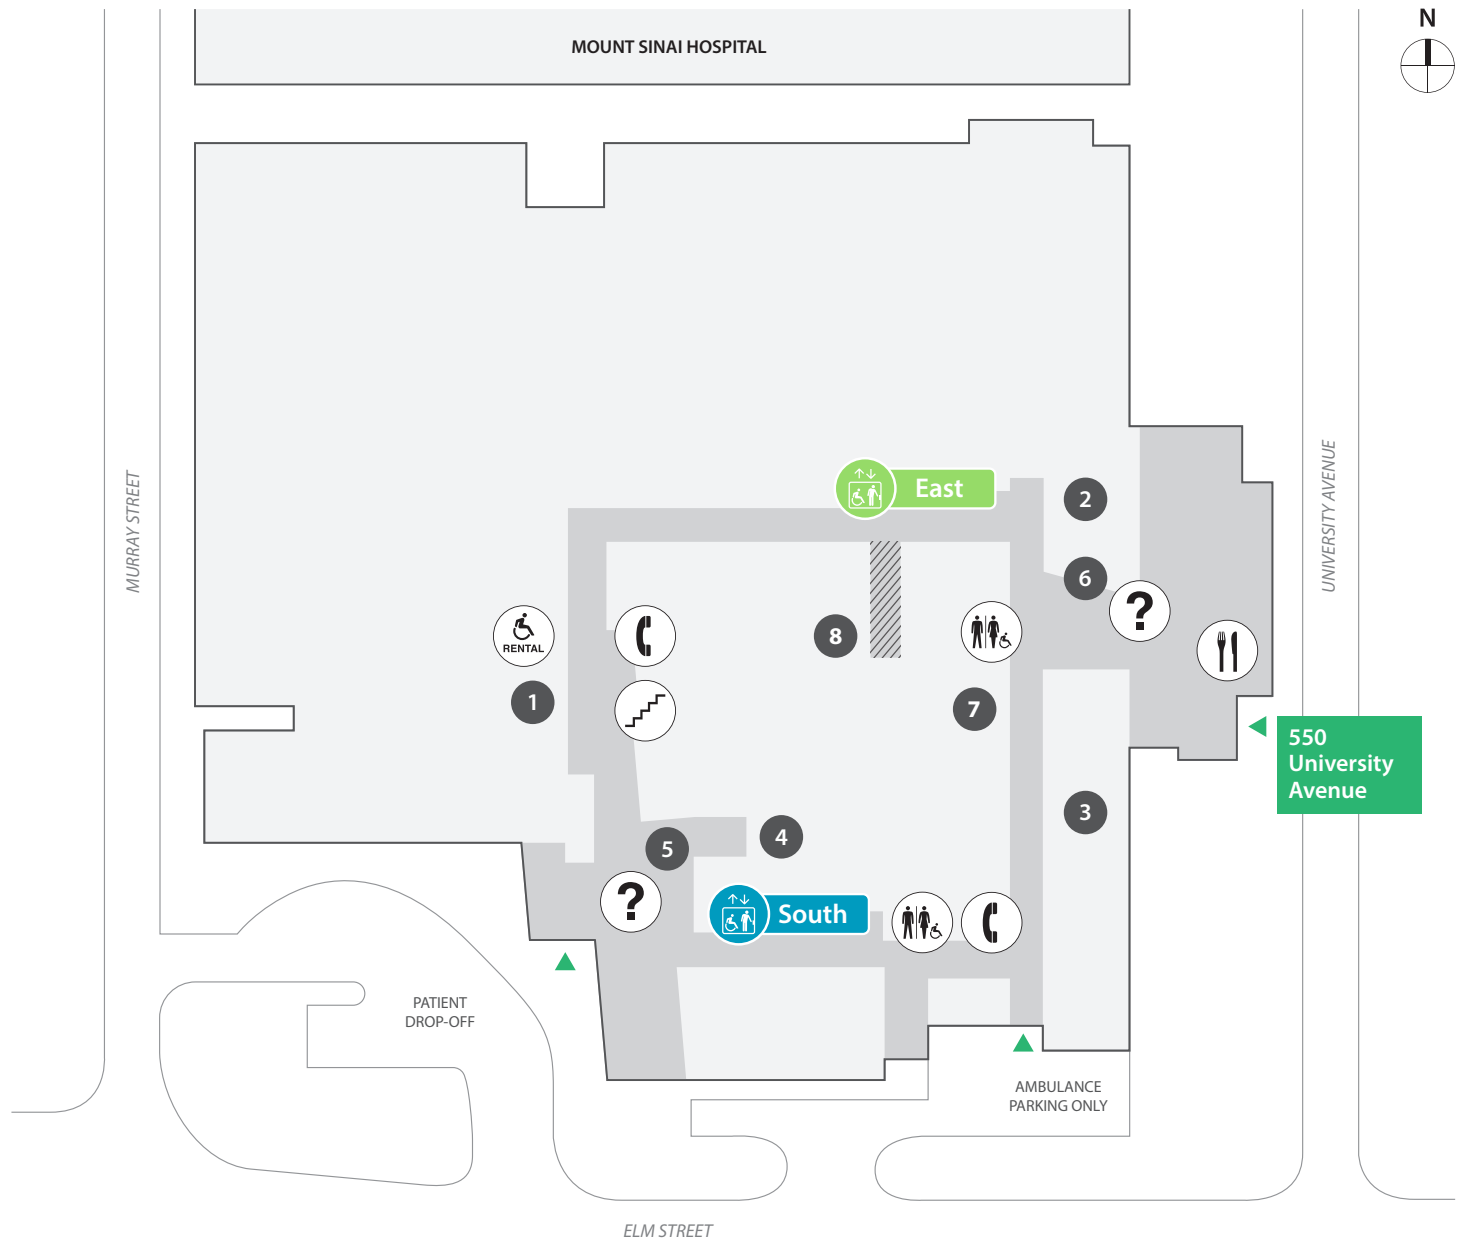 N
MOUNT SINAI HOSPITAL
MURRAY STREET
UNIVERSITY AVENUE
East
2
6
?
8
RENTAL
1
7
550
University
Avenue
3
4
5
?
South
PATIENT
DROP-OFF
AMBULANCE
PARKING ONLY
ELM STREET